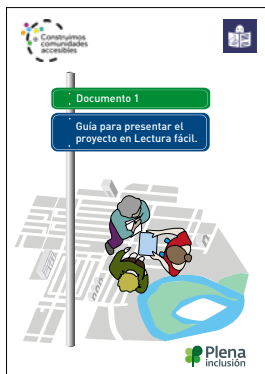 Construimos
comunidades
accesibles
Documento 1
Guía para presentar el
proyecto en Lectura fácil.
Plena
inclusión